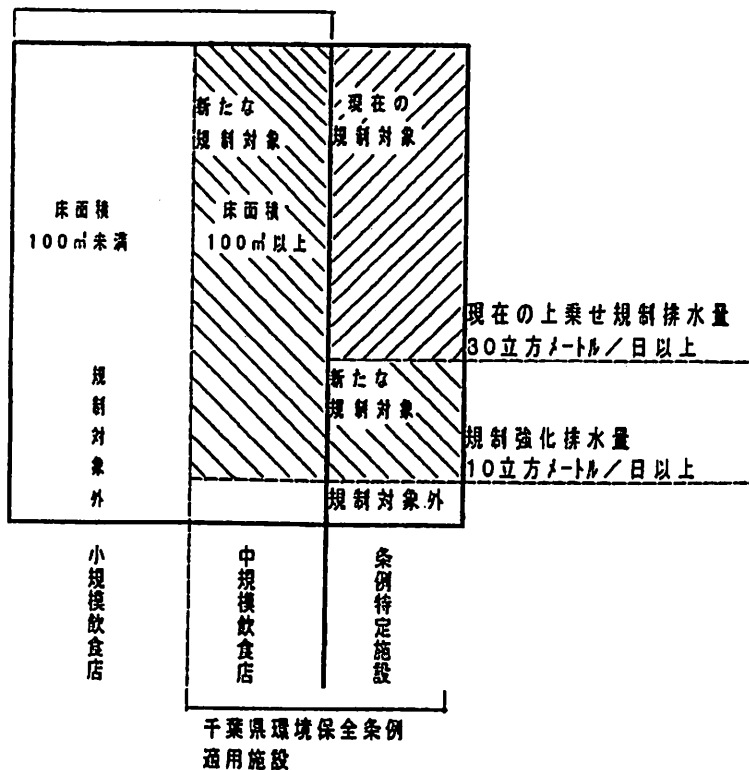 新たな
規制対象
現在の
規制対象
床面積
100㎡未満
床面積
100㎡以上
現在の上乗せ規制排水量
30立方メートル/日以上
規制対象外
新たな
規制対象
規制強化排水量
10立方メートル/日以上
規制対象外
小規模飲食店
中規模飲食店
条例特定施設
千葉県環境保全条例
適用施設